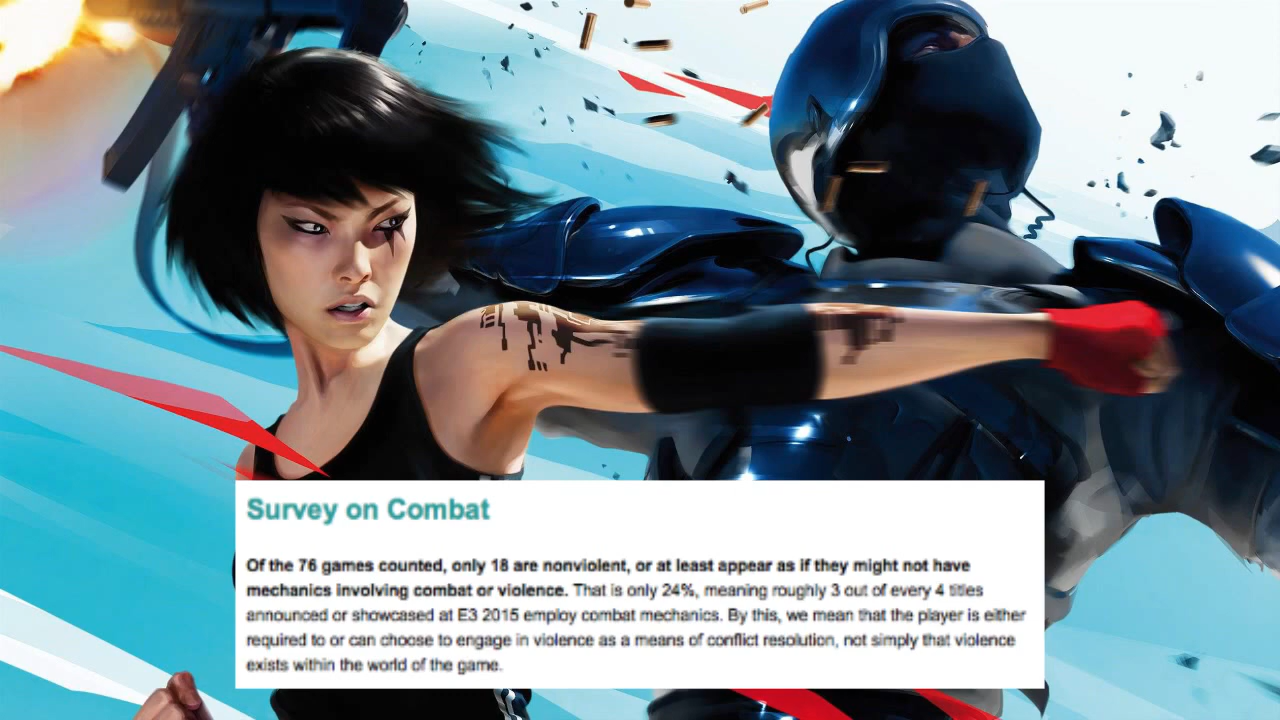 Survey on Combat
Of the 76 games counted, only 18 are nonviolent, or at least appear as if they might not have
mechanics involving combat or violence. That is only 24%, meaning roughly 3 out of every 4 titles
announced or showcased at E3 2015 employ combat mechanics. By this, we mean that the player is either
required to or can choose to engage in violence as a means of conflict resolution, not simply that violence
exists within the world of the game.